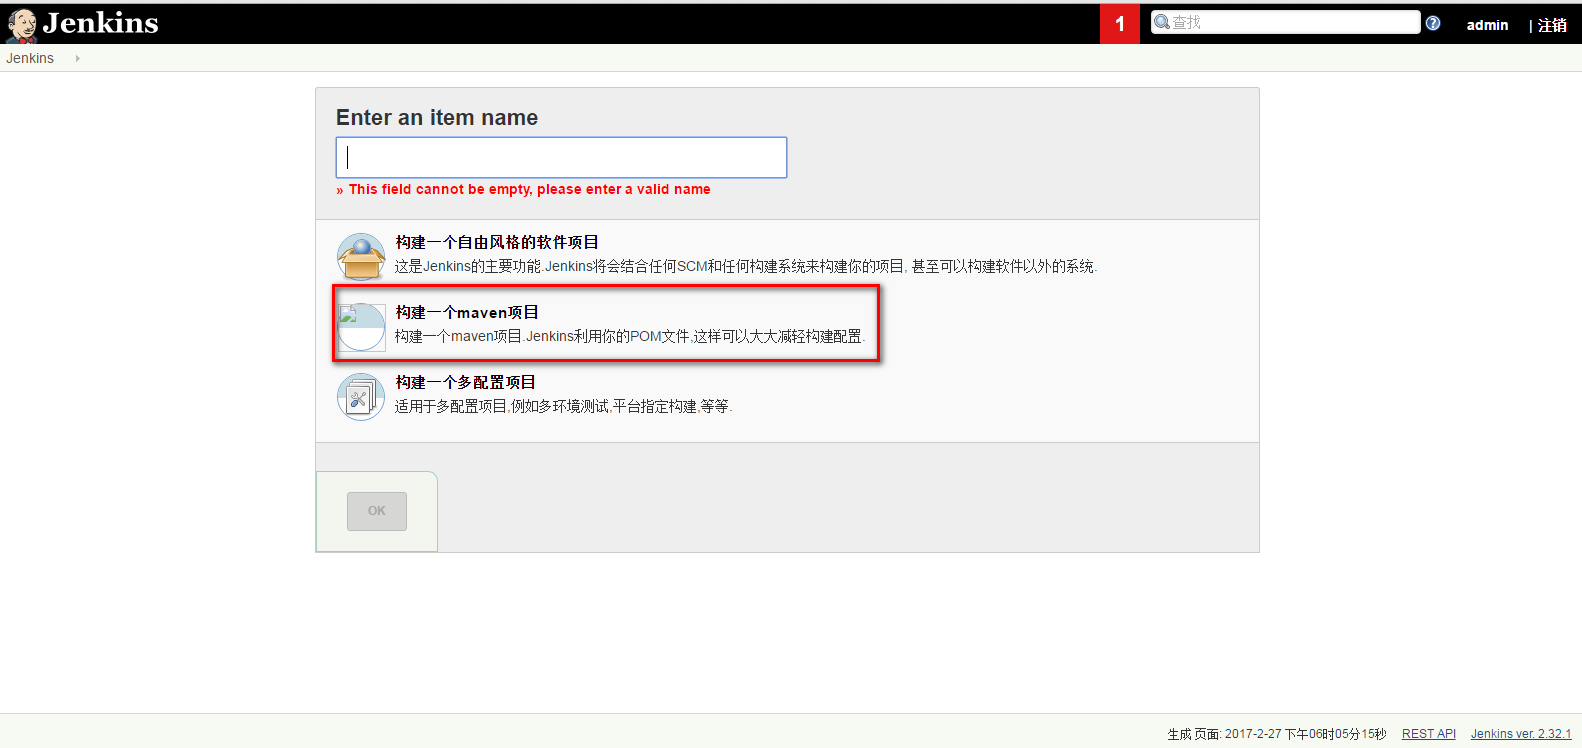 Jenkins
1
查找
admin
| 注销
Jenkins
Enter an item name
» This field cannot be empty, please enter a valid name
构建一个自由风格的软件项目
这是Jenkins的主要功能.Jenkins将会结合任何SCM和任何构建系统来构建你的项目, 甚至可以构建软件以外的系统.
构建一个maven项目
构建一个maven项目.Jenkins利用你的POM文件,这样可以大大减轻构建配置.
构建一个多配置项目
适用于多配置项目,例如多环境测试,平台指定构建,等等.
OK
生成 页面: 2017-2-27 下午06时05分15秒 REST API Jenkins ver. 2.32.1